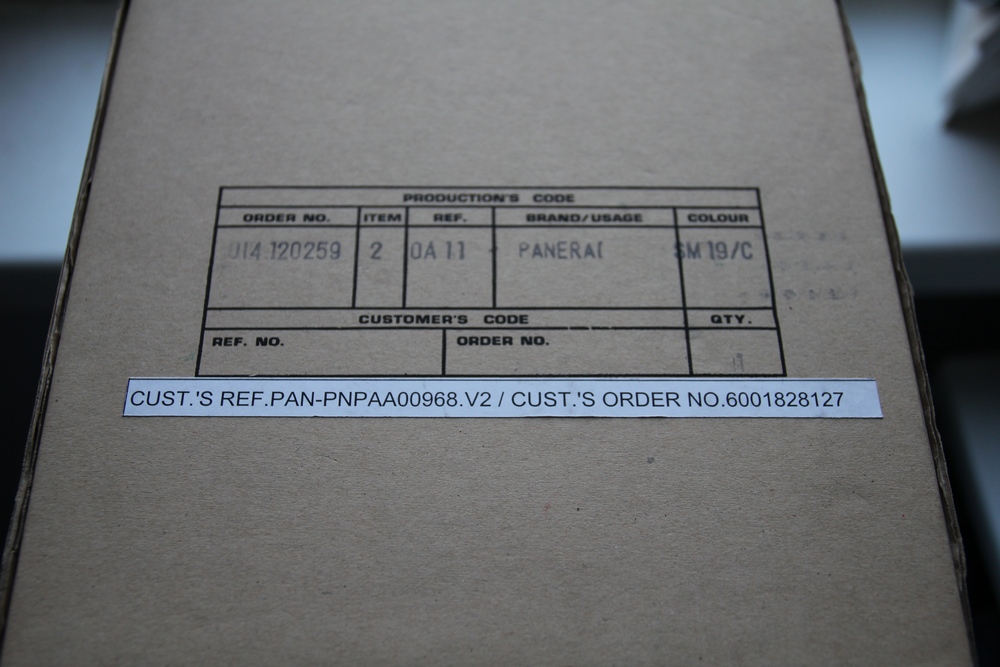 PRODUCTION'S CODE
ORDER NO. ITEM REF. BRAND/USAGE COLOUR
014 120259 2 0A 11 - PANERAI SM 19/C
CUSTOMER'S CODE QTY.
REF. NO. ORDER NO.
CUST.'S REF.PAN-PNPAA00968.V2 / CUST.'S ORDER NO.6001828127